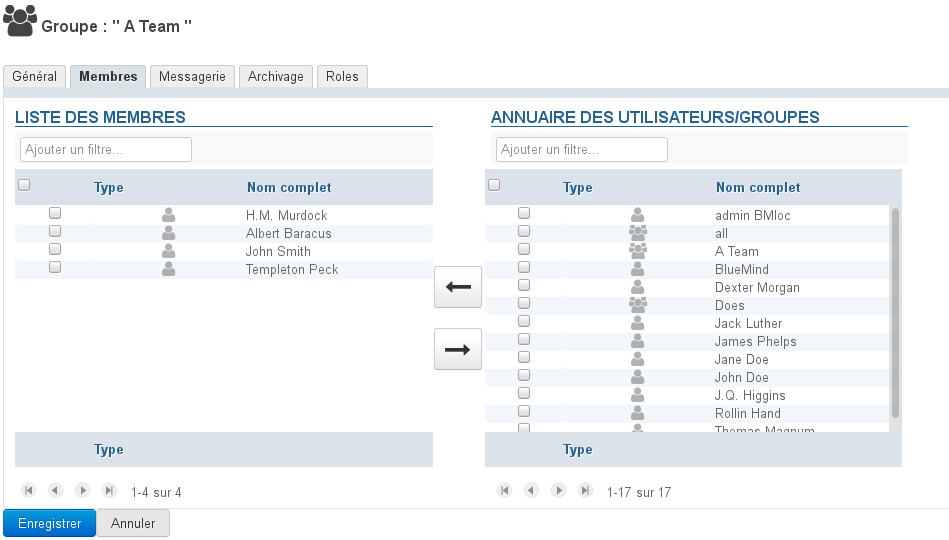 Groupe : " A Team "
Général Membres Messagerie Archivage Roles
LISTE DES MEMBRES
Ajouter un filtre...
Type Nom complet
H.M. Murdock
Albert Baracus
John Smith
Templeton Peck
Type
1-4 sur 4
ANNUAIRE DES UTILISATEURS/GROUPES
Ajouter un filtre...
Type Nom complet
admin BMloc
all
A Team
BlueMind
Dexter Morgan
Does
Jack Luther
James Phelps
Jane Doe
John Doe
J.Q. Higgins
Rollin Hand
Thomas Magnum
Type
1-17 sur 17
Enregistrer Annuler